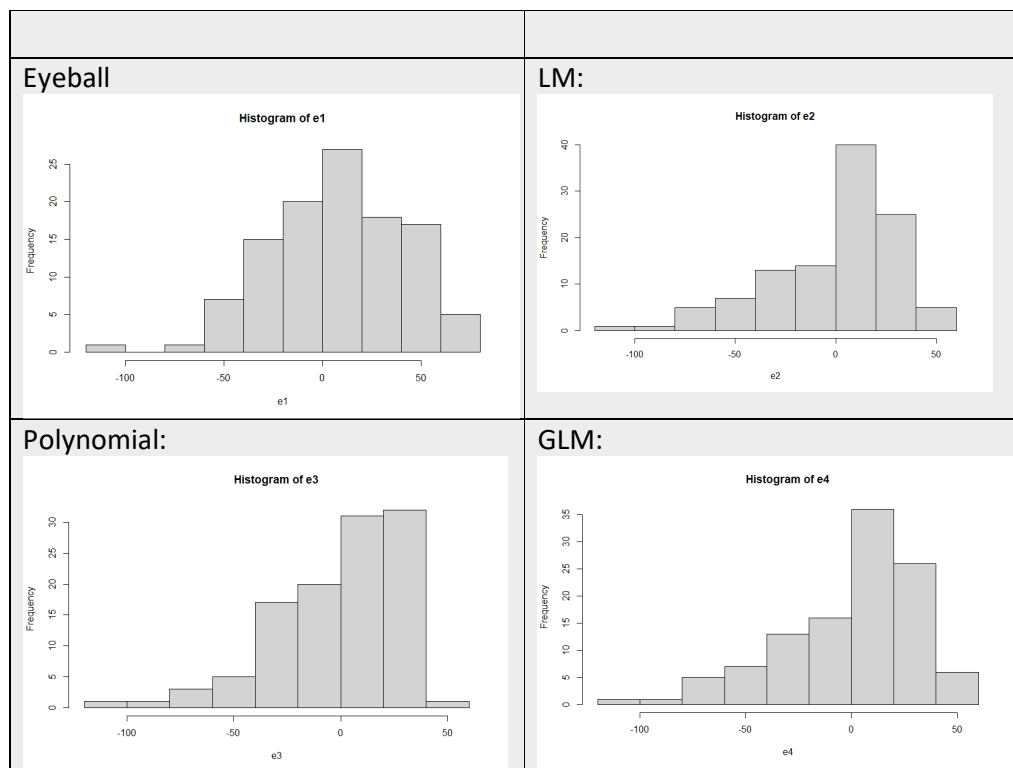 Eyeball
Histogram of e1
Frequency
0
5
10
15
20
25
-100
-50
0
50
e1
LM:
Histogram of e2
Frequency
0
10
20
30
40
-100
-50
0
50
e2
Polynomial:
Histogram of e3
Frequency
0
5
10
15
20
25
30
-100
-50
0
50
e3
GLM:
Histogram of e4
Frequency
0
5
10
15
20
25
30
35
-100
-50
0
50
e4